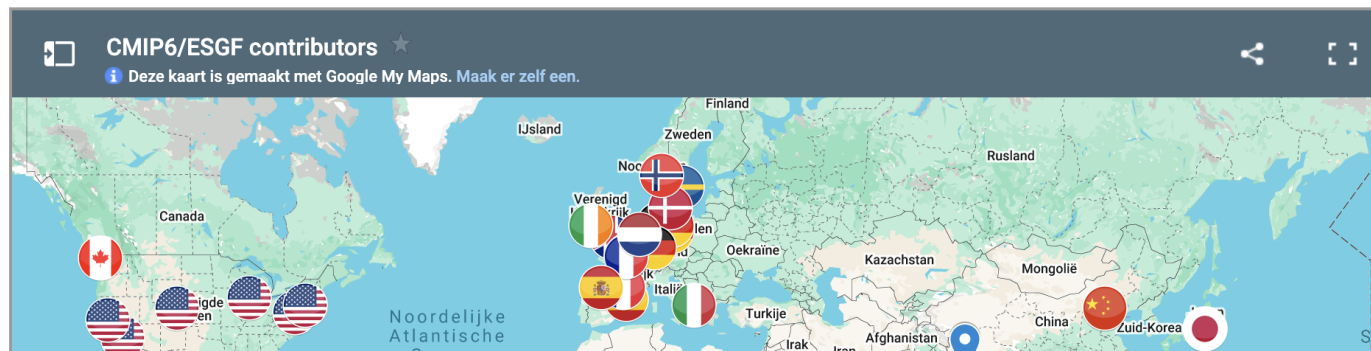 CMIP6/ESGF contributors
Deze kaart is gemaakt met Google My Maps. Maak er zelf een.
Finland
IJsland
Zweden
Rusland
Verenigd
Canada
Oekraïne
Kazachstan
Mongolië
Turkije
Noordelijke
Atlantische
China
Zuid-Korea
Afghanistan
Irak
Iran